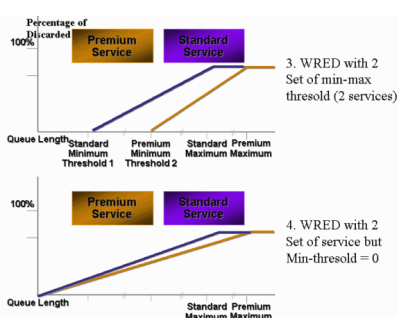 Percentage of
Discarded
100%
Premium
Service
Standard
Service
3. WRED with 2
Set of min-max
thresold (2 services)
Queue Length
Standard
Minimum
Threshold 1
Premium
Minimum
Threshold 2
Standard
Maximum
Premium
Maximum
100%
Premium
Service
Standard
Service
4. WRED with 2
Set of service but
Min-thresold = 0
Queue Length
Standard
Maximum
Premium
Maximum